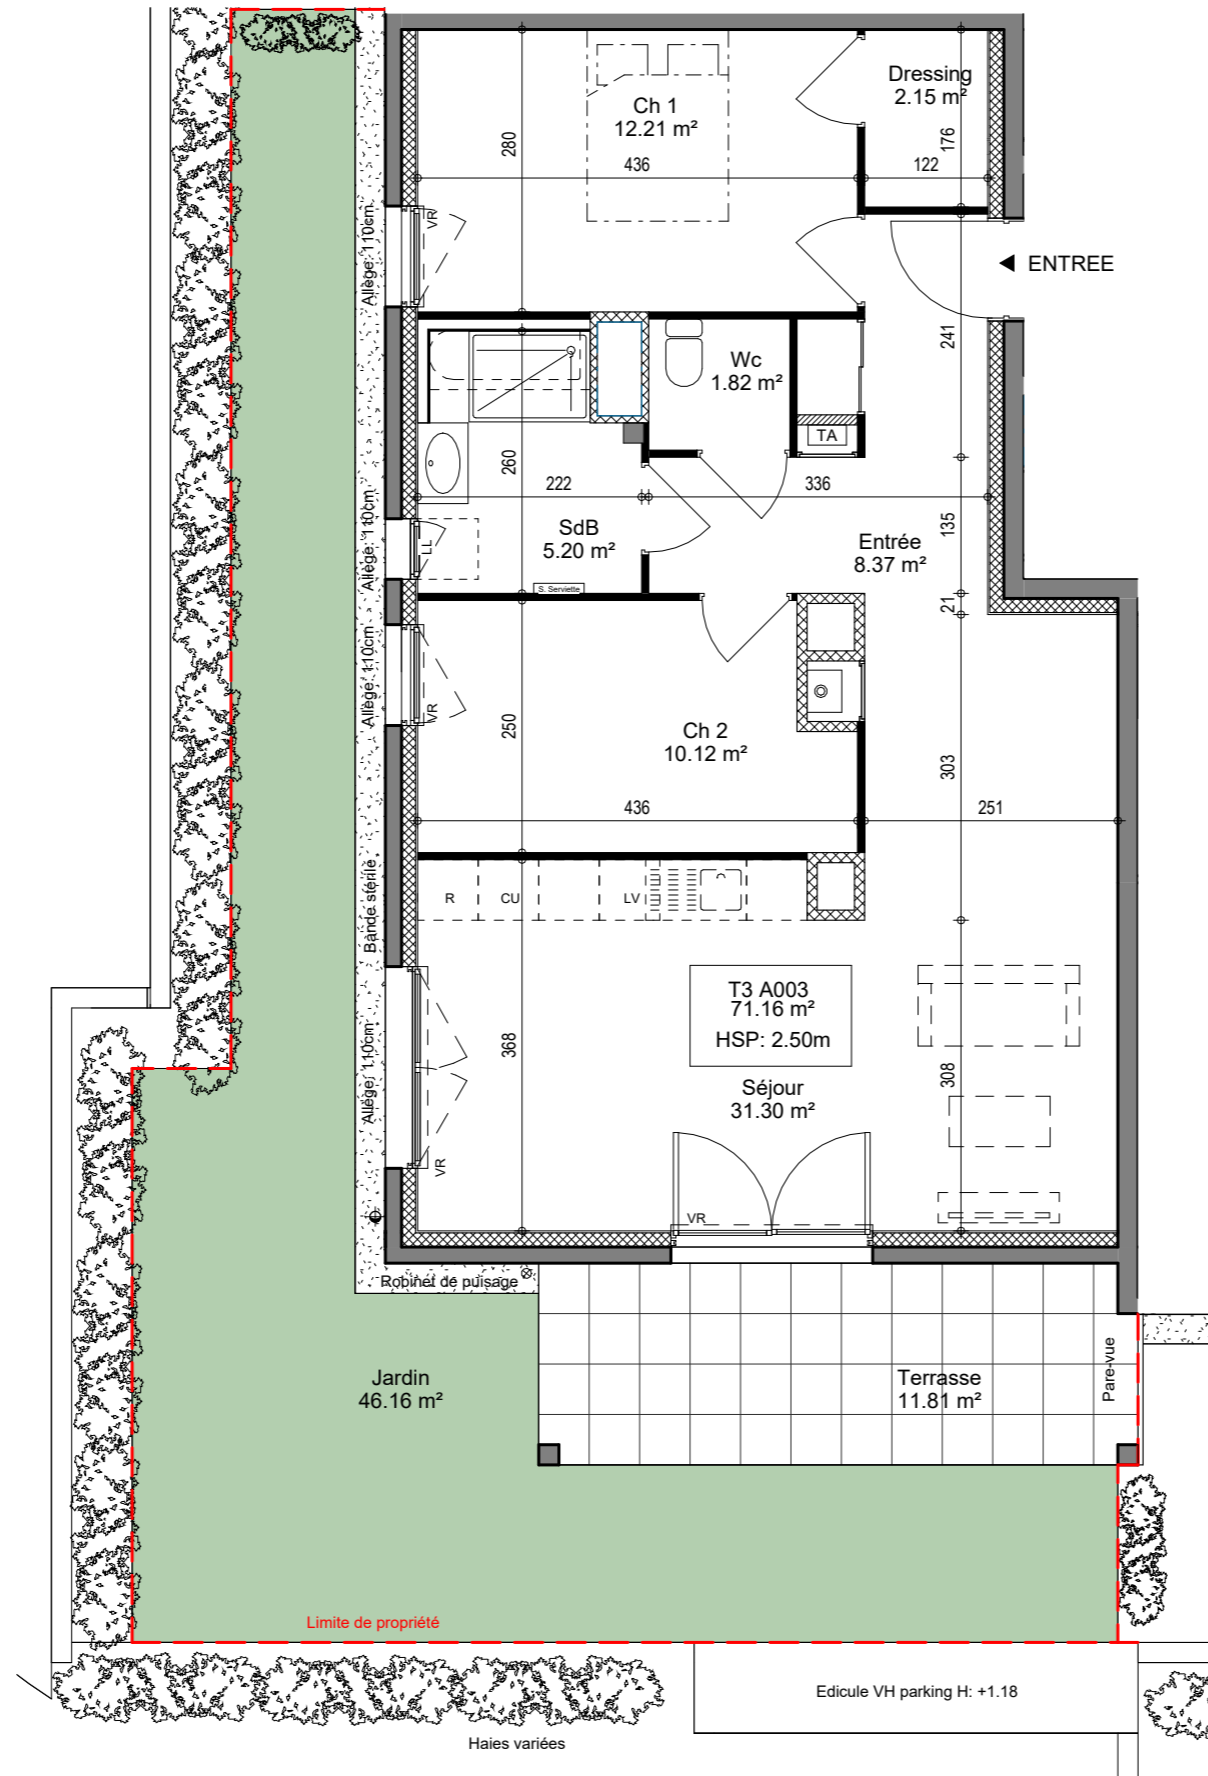 Dressing
2.15 m²
Ch 1
12.21 m²
280
436
122
176
VR
Allège: 110cm
ENTREE
241
Wc
1.82 m²
TA
260
222
336
SdB
5.20 m²
Entrée
8.37 m²
135
21
LL
Allège: 110cm
S. Serviette
Allège: 110cm
VR
250
Ch 2
10.12 m²
303
436
251
R
CU
LV
Bande stérile
T3 A003
71.16 m²
HSP: 2.50m
368
308
Séjour
31.30 m²
Allège: 110cm
VR
VR
Robinet de puisage
Jardin
46.16 m²
Terrasse
11.81 m²
Pare-vue
Limite de propriété
Edicule VH parking H: +1.18
Haies variées